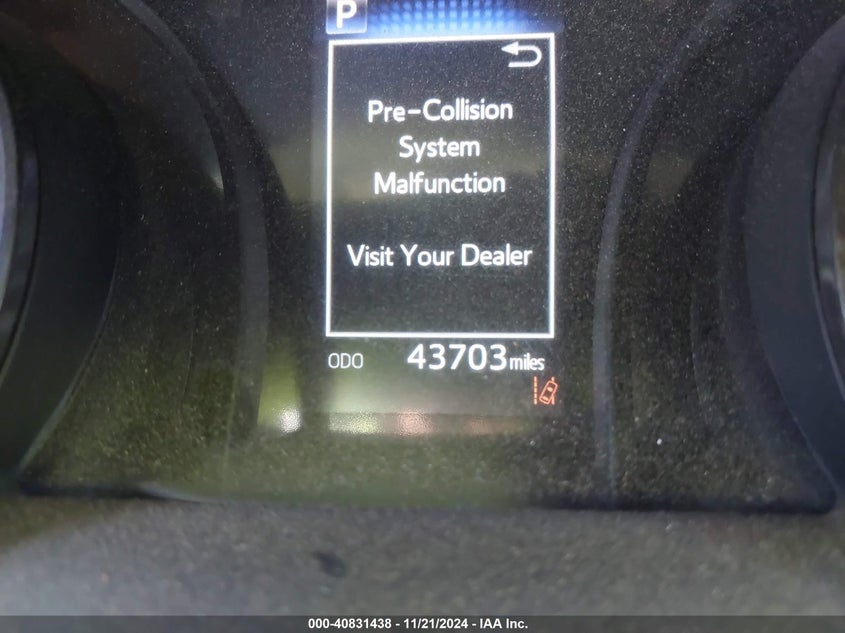 P
Pre-Collision
System
Malfunction
Visit Your Dealer
ODO 43703 miles
000-40831438 - 11/21/2024 - IAA Inc.